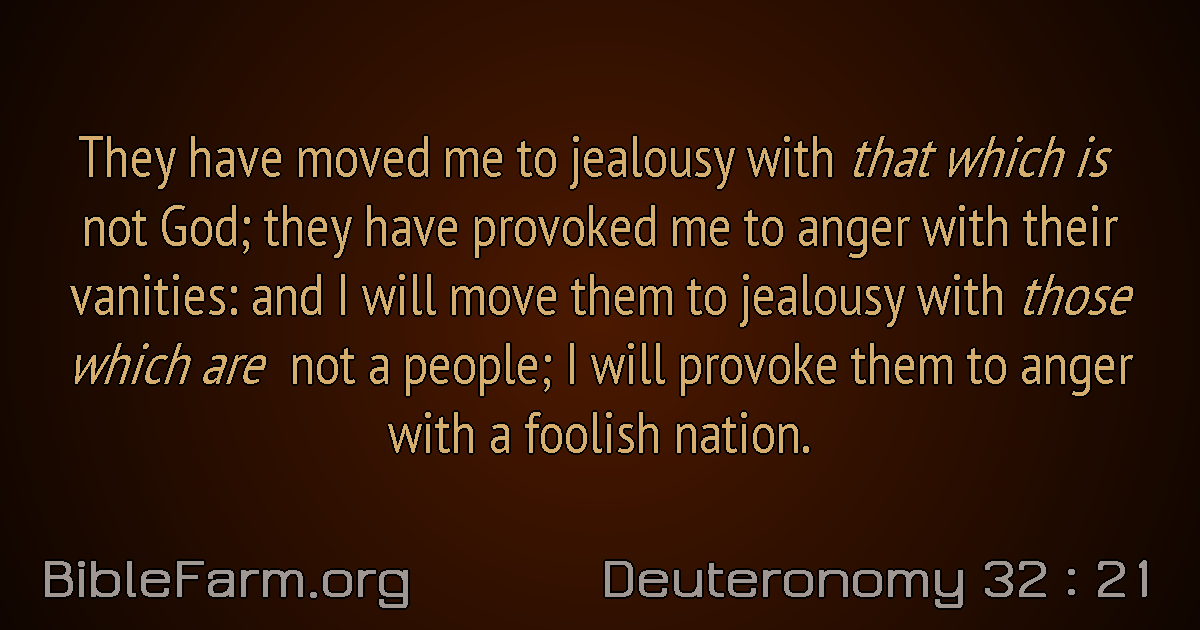 They have moved me to jealousy with that which is
not God; they have provoked me to anger with their
vanities: and I will move them to jealousy with those
which are not a people; I will provoke them to anger
with a foolish nation.
BibleFarm.org
Deuteronomy 32 : 21